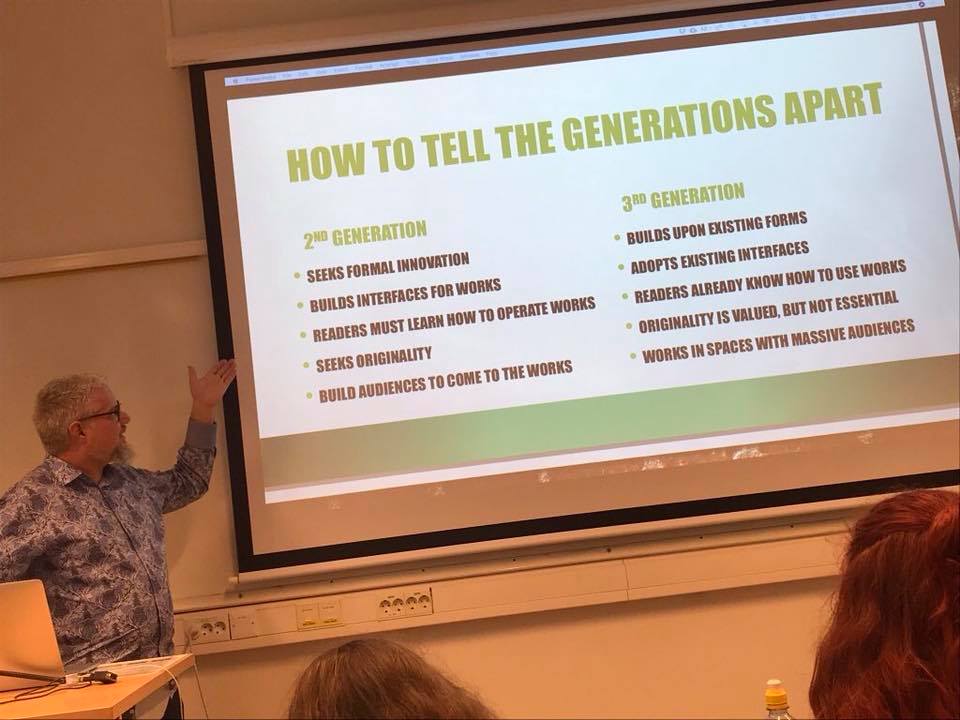 HOW TO TELL THE GENERATIONS APART
2ND GENERATION
• SEEKS FORMAL INNOVATION
• BUILDS INTERFACES FOR WORKS
• READERS MUST LEARN HOW TO OPERATE WORKS
• SEEKS ORIGINALITY
• BUILD AUDIENCES TO COME TO THE WORKS
3RD GENERATION
• BUILDS UPON EXISTING FORMS
• ADOPTS EXISTING INTERFACES
• READERS ALREADY KNOW HOW TO USE WORKS
• ORIGINALITY IS VALUED, BUT NOT ESSENTIAL
• WORKS IN SPACES WITH MASSIVE AUDIENCES